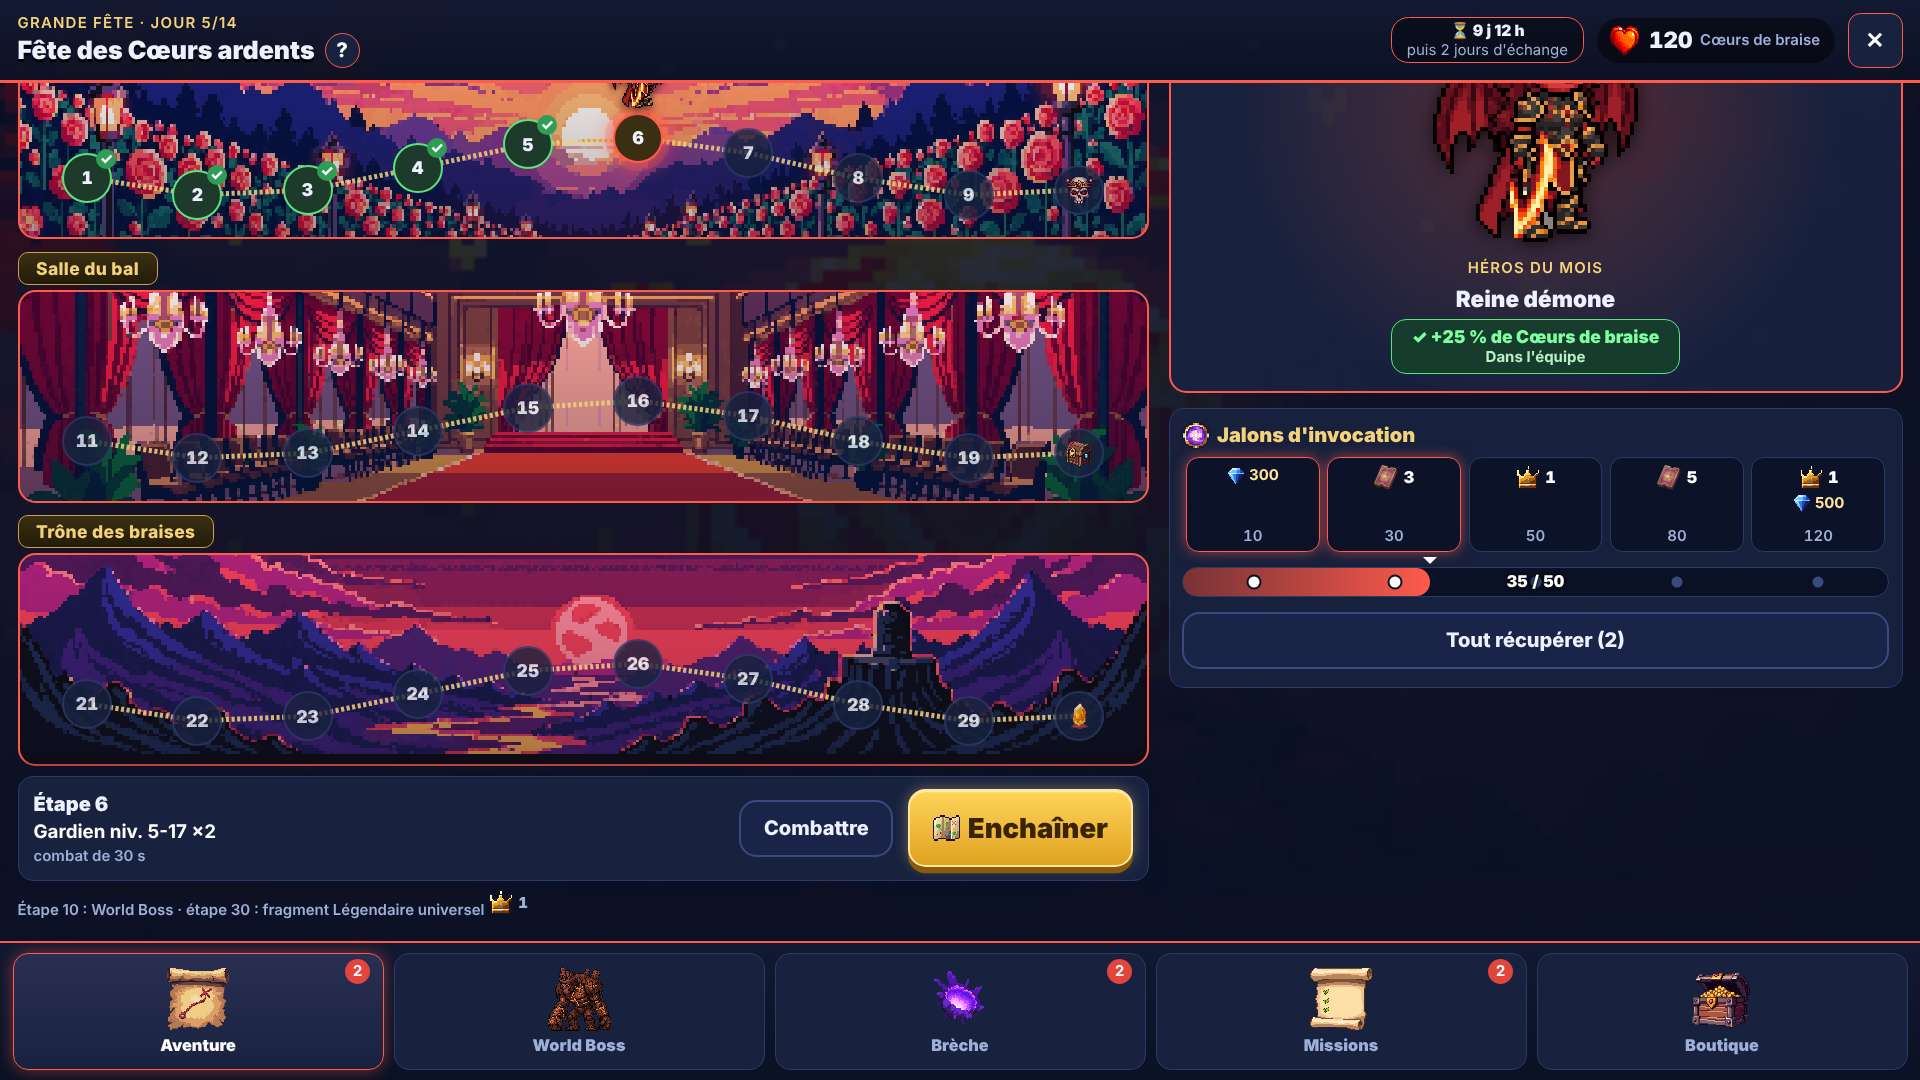 GRANDE FÊTE · JOUR 5/14
Fête des Cœurs ardents ?
9 j 12 h
puis 2 jours d'échange
120 Cœurs de braise
×
1
2
3
4
5
6
7
8
9
Salle du bal
11
12
13
14
15
16
17
18
19
Trône des braises
21
22
23
24
25
26
27
28
29
Étape 6
Gardien niv. 5-17 ×2
combat de 30 s
Combattre
Enchaîner
Étape 10 : World Boss · étape 30 : fragment Légendaire universel 1
HÉROS DU MOIS
Reine démone
✓ +25 % de Cœurs de braise
Dans l'équipe
Jalons d'invocation
300
10
3
30
1
50
5
80
1
500
120
35 / 50
Tout récupérer (2)
2
Aventure
World Boss
2
Brèche
2
Missions
Boutique